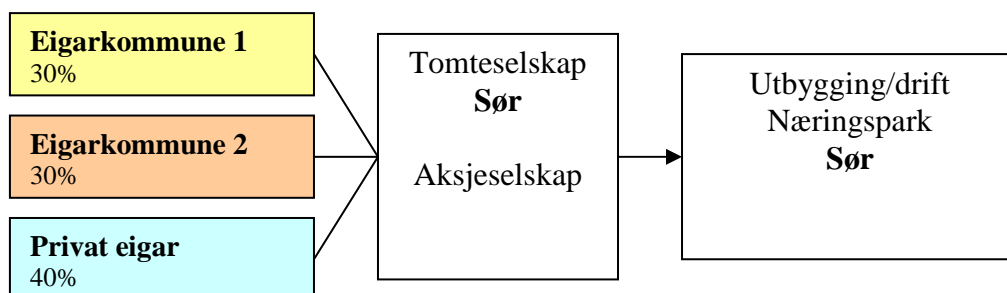 Eigarkommune 1
30%
Eigarkommune 2
30%
Privat eigar
40%
Tomteselskap
Sør
Aksjeselskap
Utbygging/drift
Næringspark
Sør